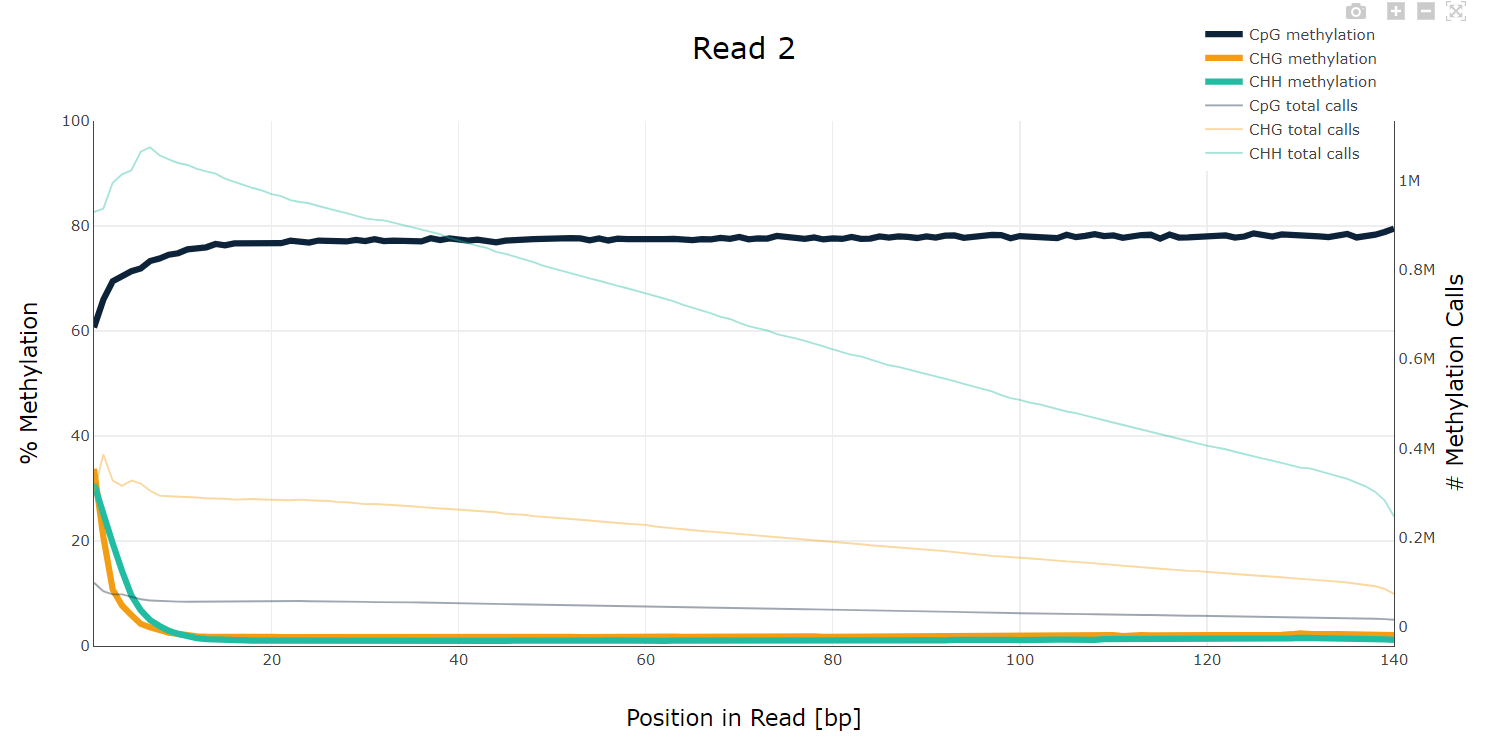 Read 2
CpG methylation
CHG methylation
CHH methylation
CpG total calls
CHG total calls
CHH total calls
100
80
60
40
20
0
% Methylation
1M
0.8M
0.6M
0.4M
0.2M
0
# Methylation Calls
20
40
60
80
100
120
140
Position in Read [bp]